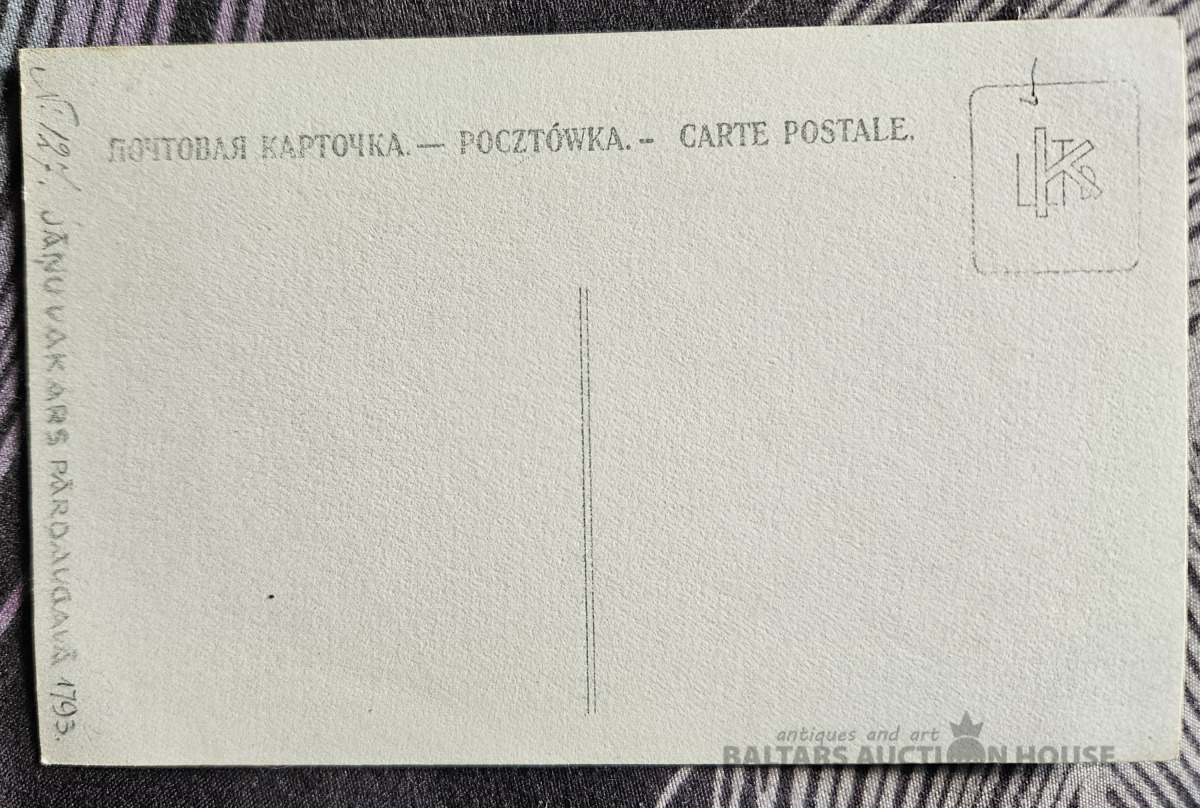 ПОЧТОВАЯ КАРТОЧКА.— POCZTÓWKA.- CARTE POSTALE.
JĀŅU VAKARS PĀRDAUGAVĀ 1793.
antiques and art
BALTARS AUCTION HOUSE